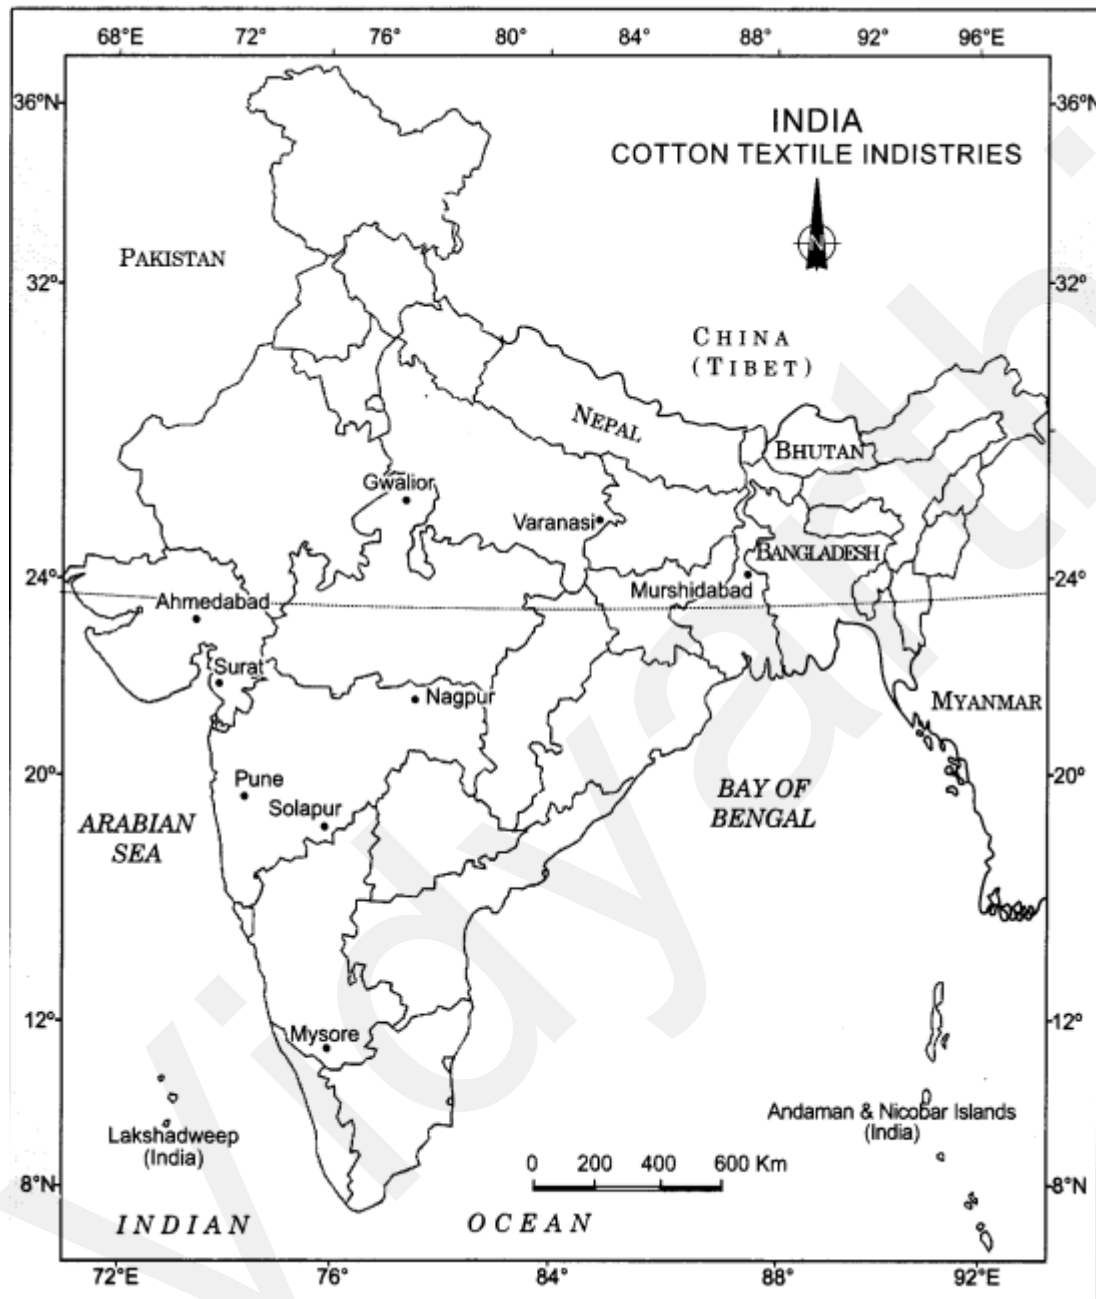 68°E 72° 76° 80° 84° 88° 92° 96°E
36°N 36°N
INDIA
COTTON TEXTILE INDISTRIES
N
PAKISTAN
32° 32°
CHINA
(TIBET)
NEPAL
BHUTAN
Gwalior
Varanasi
BANGLADESH
24° 24°
Murshidabad
Ahmedabad
Surat
Nagpur
MYANMAR
20° 20°
Pune
BAY OF
BENGAL
Solapur
ARABIAN
SEA
12° 12°
Mysore
Andaman & Nicobar Islands
(India)
Lakshadweep
(India)
0 200 400 600 Km
8°N 8°N
INDIAN OCEAN
72°E 76° 84° 88° 92°E
Vidyarthi